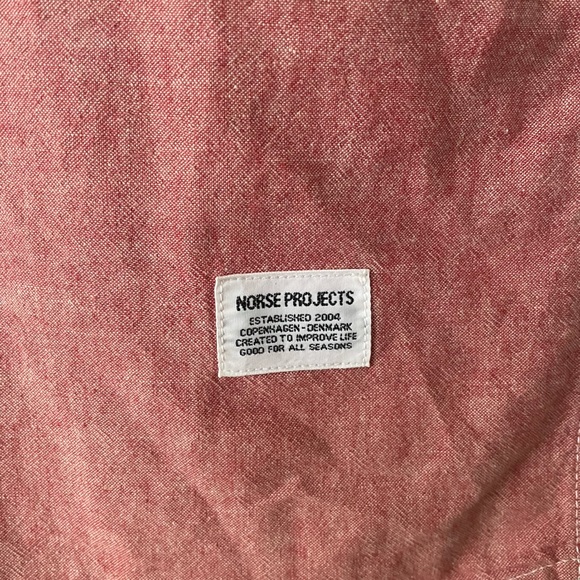 NORSE PROJECTS
ESTABLISHED 2004
COPENHAGEN-DENMARK
CREATED TO IMPROVE LIFE
GOOD FOR ALL SEASONS